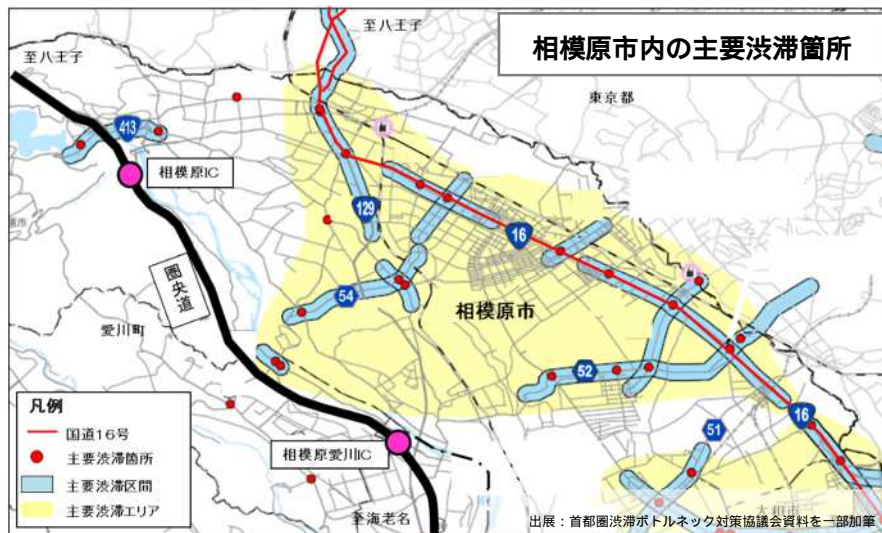 相模原市内の主要渋滞箇所
至八王子
至八王子
東京都
413
相模原IC
129
16
圏央道
54
相模原市
愛川町
52
16
51
凡例
国道16号
主要渋滞箇所
主要渋滞区間
主要渋滞エリア
相模原愛川IC
至海老名
大和市
出展：首都圏渋滞ボトルネック対策協議会資料を一部加筆